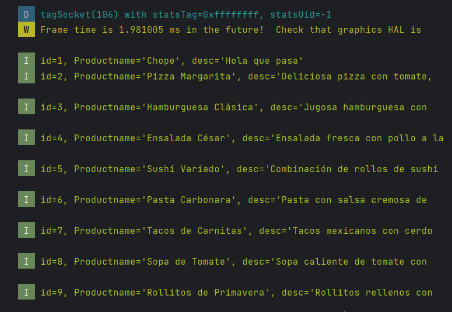 D tagSocket(106) with statsTag=0xffffffff, statsUid=-1
W Frame time is 1.981005 ms in the future!  Check that graphics HAL is
I id=1, Productname='Chope', desc='Hola que pasa'
I id=2, Productname='Pizza Margarita', desc='Deliciosa pizza con tomate,
I id=3, Productname='Hamburguesa Clásica', desc='Jugosa hamburguesa con
I id=4, Productname='Ensalada César', desc='Ensalada fresca con pollo a la
I id=5, Productname='Sushi Variado', desc='Combinación de rollos de sushi
I id=6, Productname='Pasta Carbonara', desc='Pasta con salsa cremosa de
I id=7, Productname='Tacos de Carnitas', desc='Tacos mexicanos con cerdo
I id=8, Productname='Sopa de Tomate', desc='Sopa caliente de tomate con
I id=9, Productname='Rollitos de Primavera', desc='Rollitos rellenos con